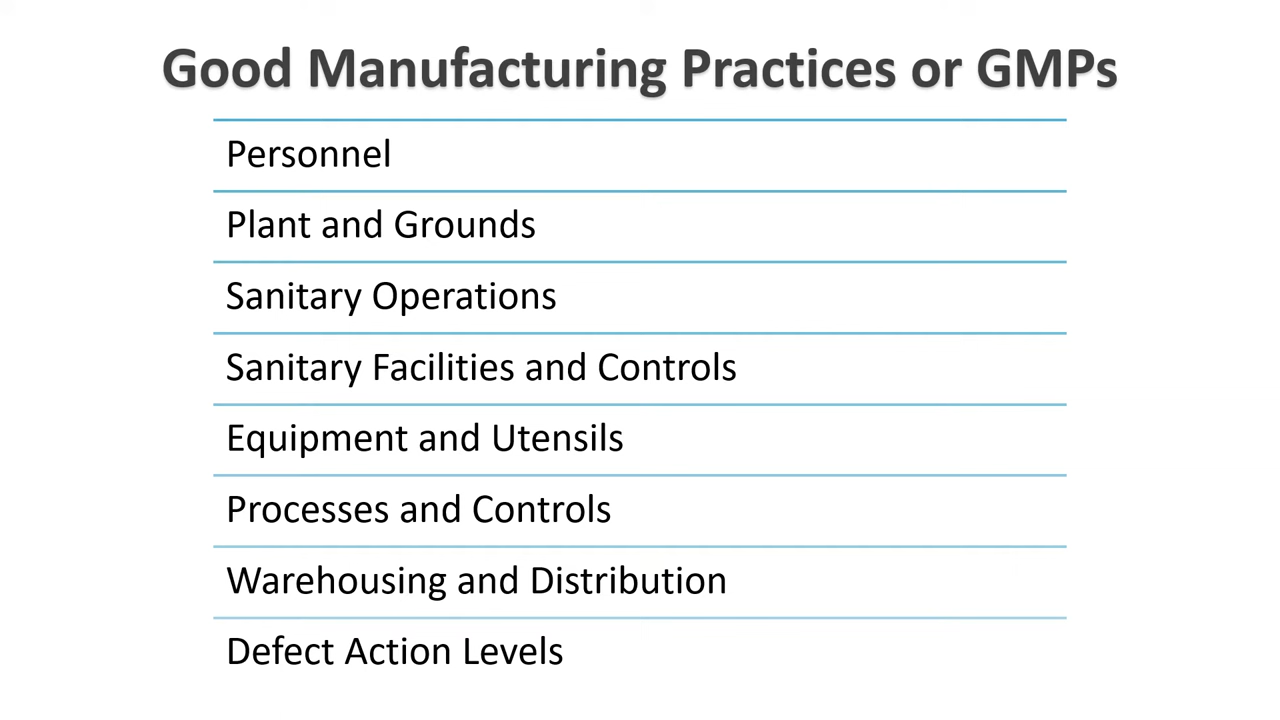 Good Manufacturing Practices or GMPs
Personnel
Plant and Grounds
Sanitary Operations
Sanitary Facilities and Controls
Equipment and Utensils
Processes and Controls
Warehousing and Distribution
Defect Action Levels